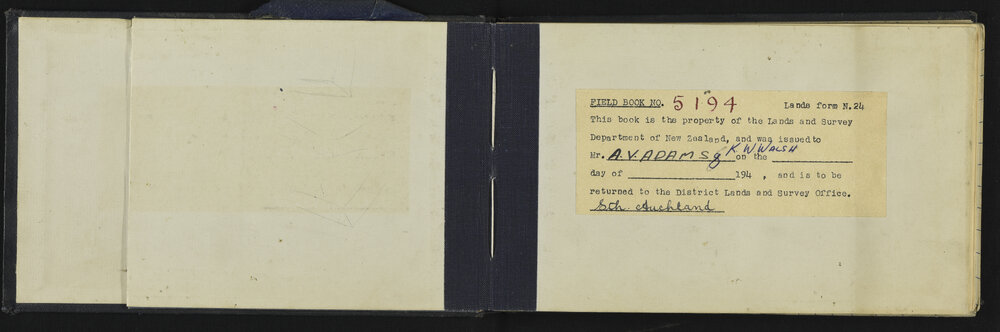 FIELD BOOK NO. 5194 Lands form N.24
This book is the property of the Lands and Survey
Department of New Zealand, and was issued to
Mr. A.V. ADAMS & K. W WALSH on the
day of 194 , and is to be
returned to the District Lands and Survey Office.
Sth. Auckland